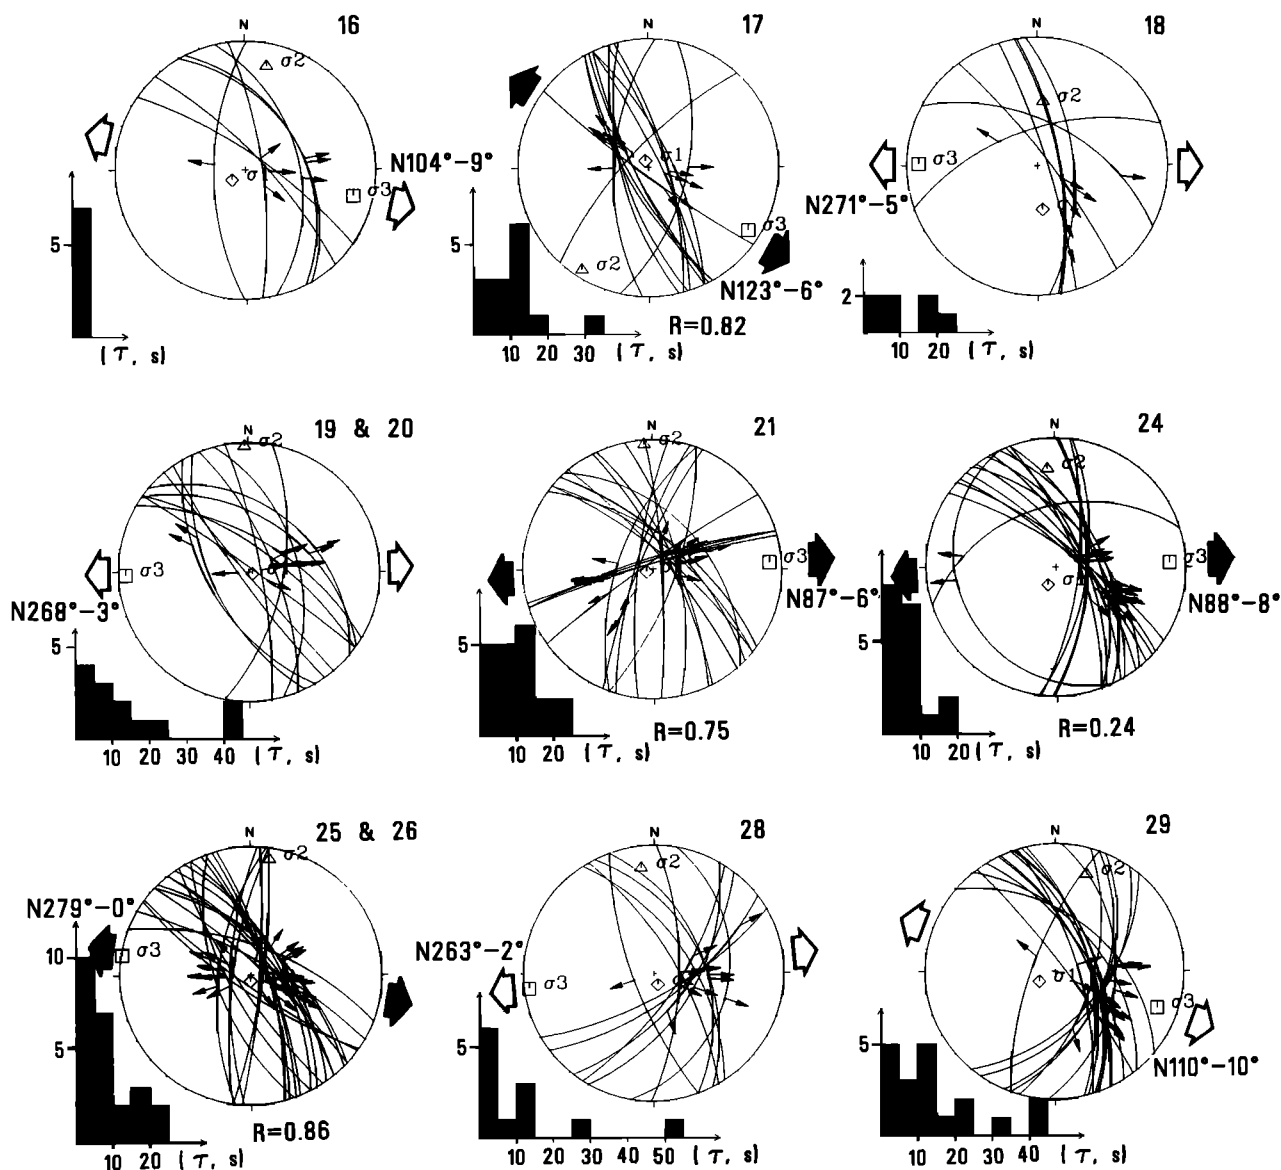 16
N
σ2
σ
σ3
N104°-9°
5
(τ, s)
17
N
σ1
σ2
σ3
N123°-6°
R=0.82
5
10 20 30 (τ, s)
18
N
σ2
σ3
N271°-5°
2
10 20 (τ, s)
19 & 20
N
σ2
σ3
σ
N268°-3°
5
10 20 30 40 (τ, s)
21
N
σ2
σ3
N87°-6°
R=0.75
5
10 20 (τ, s)
24
N
σ2
σ1
σ3
N88°-8°
R=0.24
5
10 20 (τ, s)
25 & 26
N
σ2
N279°-0°
σ3
10
5
R=0.86
10 20 (τ, s)
28
N
σ2
N263°-2°
σ3
5
10 20 30 40 50 (τ, s)
29
N
σ2
σ1
σ3
N110°-10°
5
10 20 30 40 (τ, s)